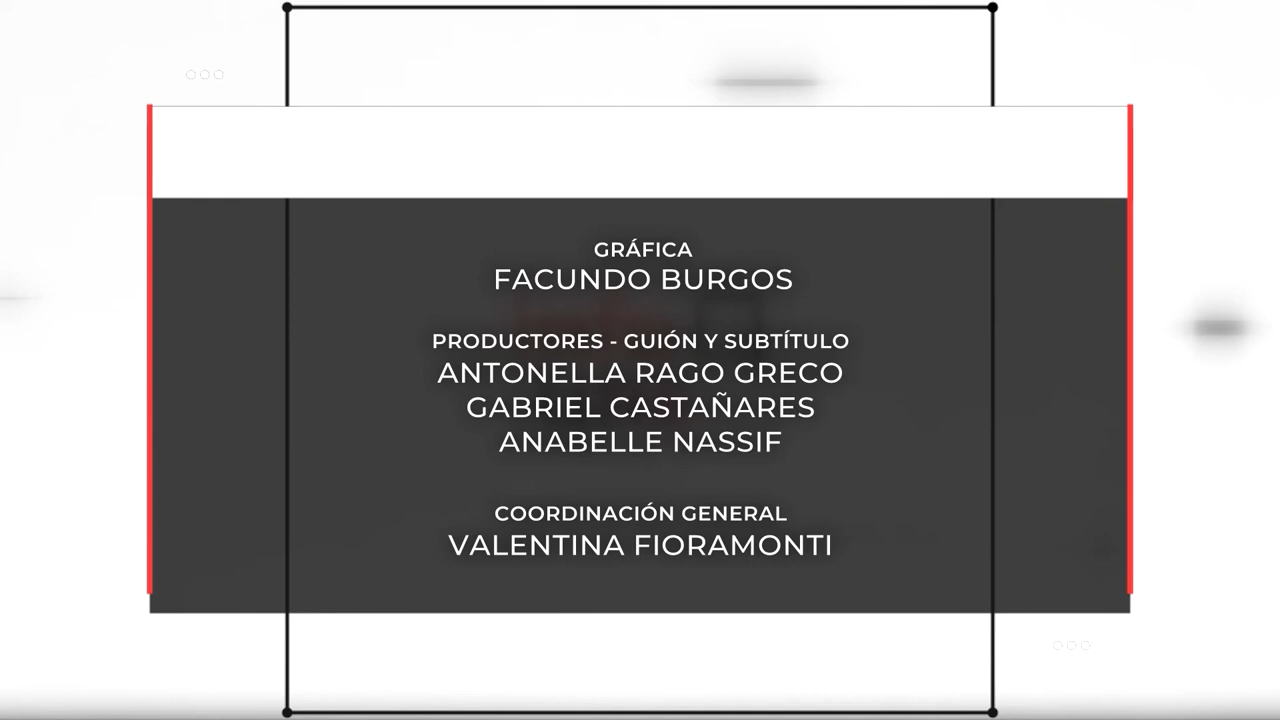 GRÁFICA
FACUNDO BURGOS
PRODUCTORES - GUIÓN Y SUBTÍTULO
ANTONELLA RAGO GRECO
GABRIEL CASTAÑARES
ANABELLE NASSIF
COORDINACIÓN GENERAL
VALENTINA FIORAMONTI